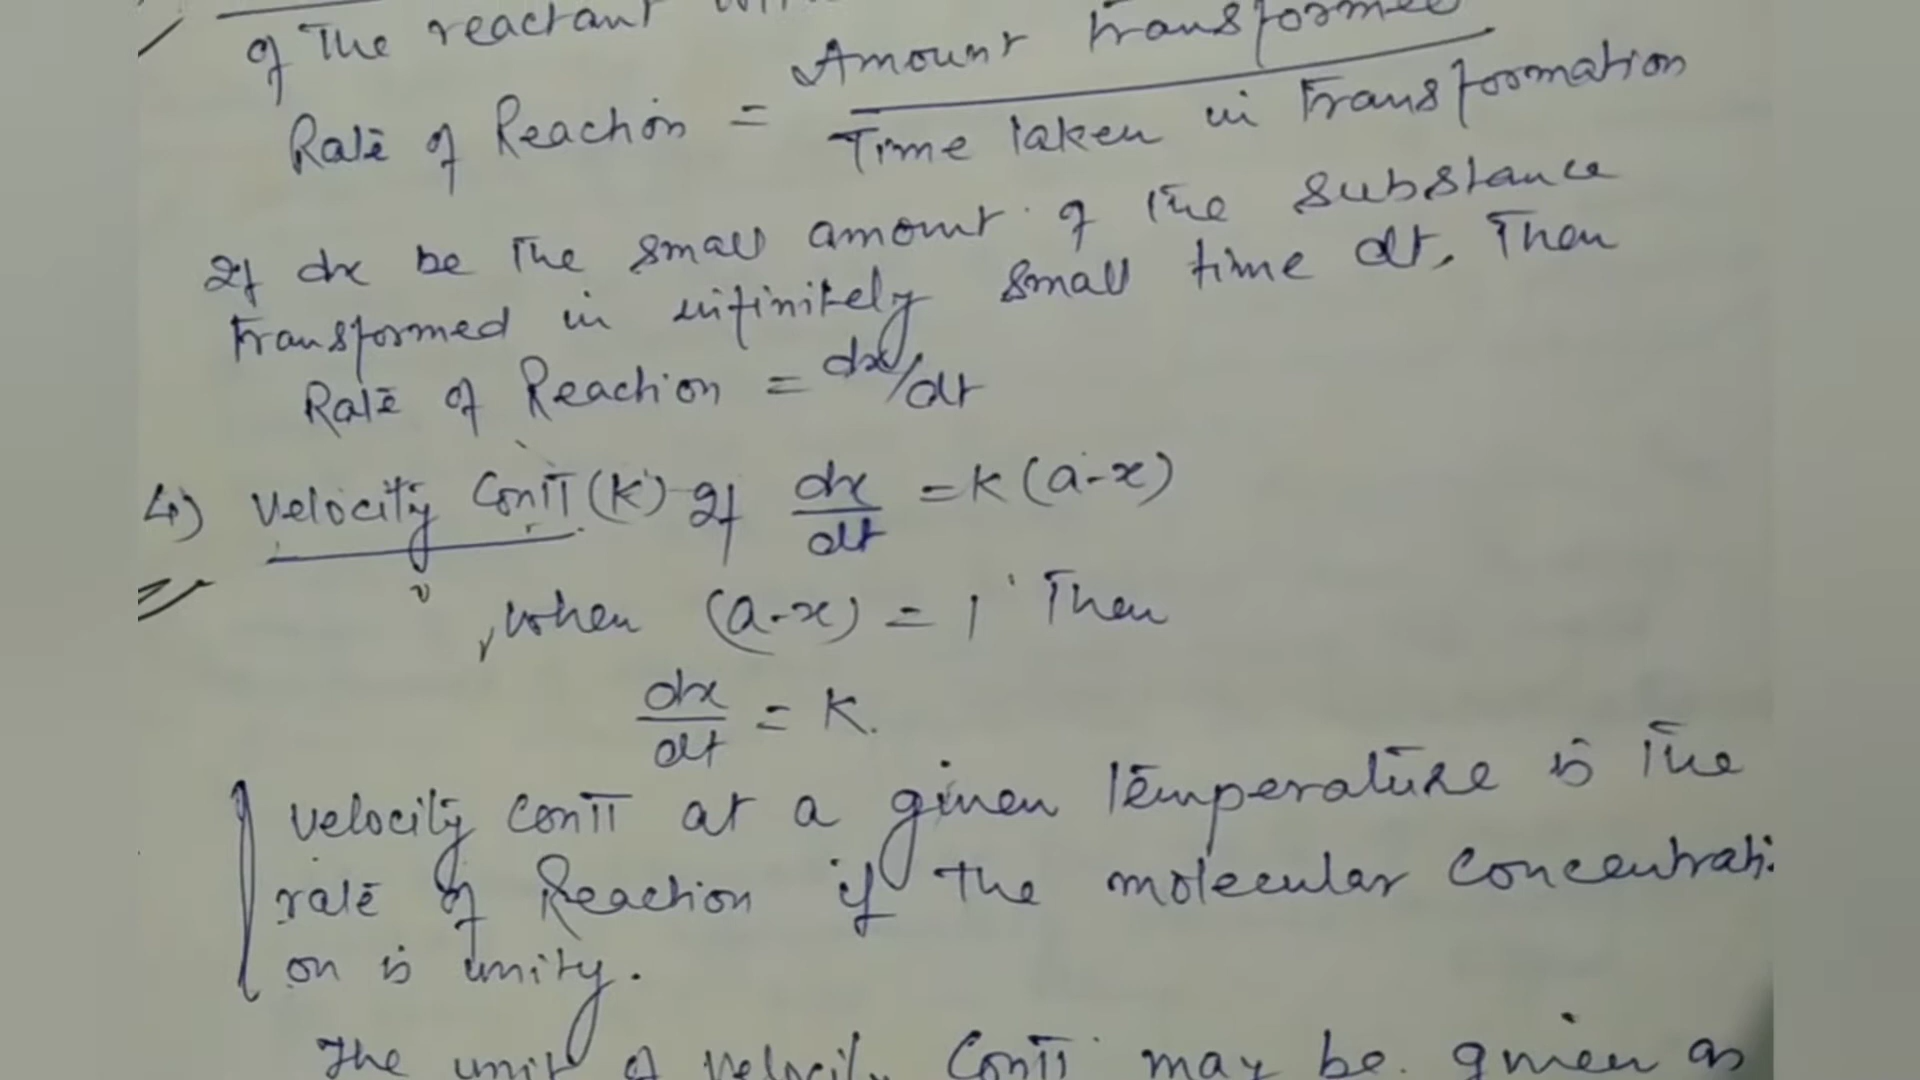 of The reactant
Amount transformed
Rate of Reaction =
Time taken in transformation
If dx be The small amount of the substance
transformed in infinitely small time dt, Then
Rate of Reaction = dx/dt
4) Velocity Constt (K) If dx/dt = K (a-x)
, when (a-x) = 1 Then
dx/dt = K.
Velocity constt at a given temperature is the
rate of Reaction if the molecular concentrati
on is unity.
The unit of velocity Constt may be given as